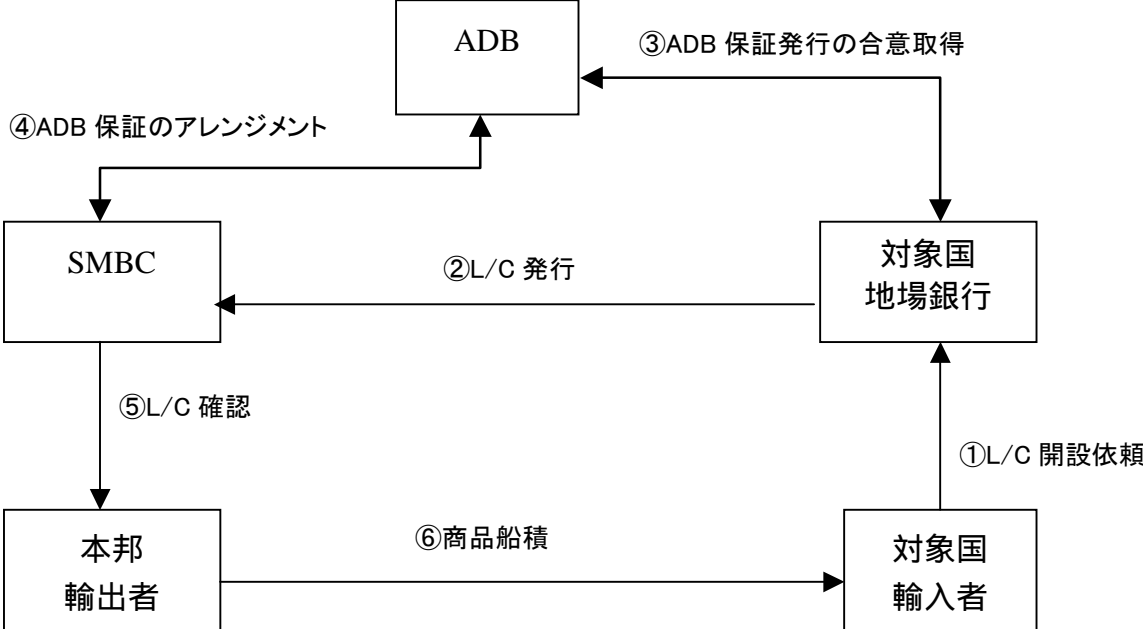 ADB
③ADB 保証発行の合意取得
④ADB 保証のアレンジメント
SMBC
②L/C 発行
対象国
地場銀行
⑤L/C 確認
①L/C 開設依頼
本邦
輸出者
⑥商品船積
対象国
輸入者